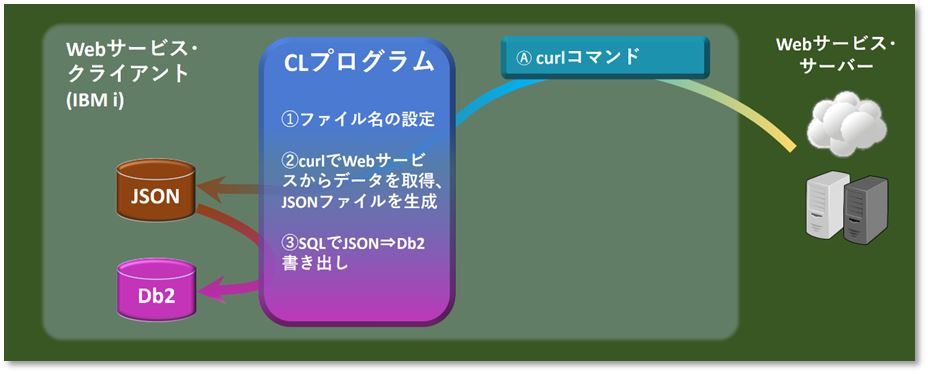 Webサービス・
クライアント
(IBM i)
CLプログラム
①ファイル名の設定
②curlでWebサービ
スからデータを取得、
JSONファイルを生成
③SQLでJSON⇒Db2
書き出し
JSON
Db2
Ⓐ curlコマンド
Webサービス・
サーバー